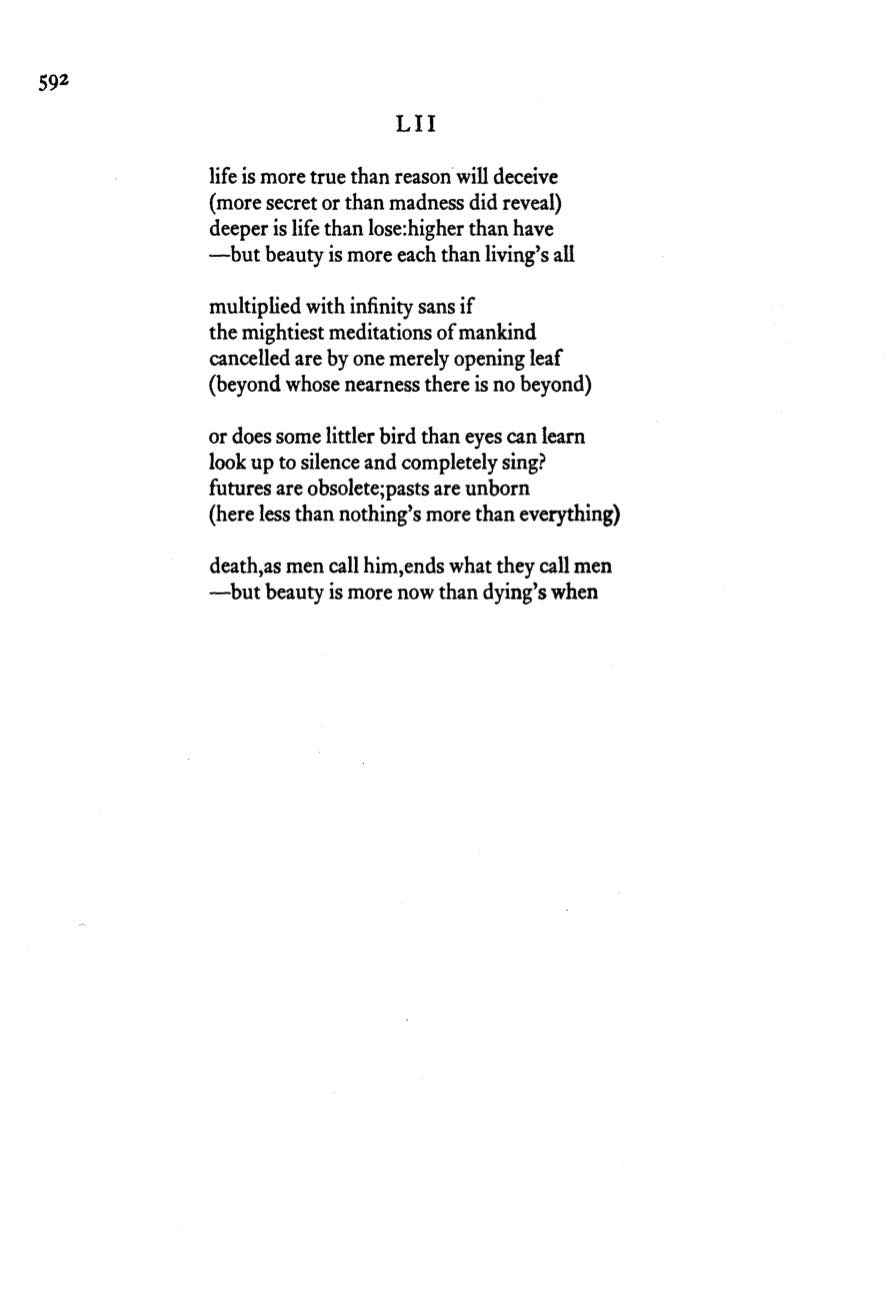 592
LII
life is more true than reason will deceive
(more secret or than madness did reveal)
deeper is life than lose:higher than have
—but beauty is more each than living's all
multiplied with infinity sans if
the mightiest meditations of mankind
cancelled are by one merely opening leaf
(beyond whose nearness there is no beyond)
or does some littler bird than eyes can learn
look up to silence and completely sing?
futures are obsolete;pasts are unborn
(here less than nothing's more than everything)
death,as men call him,ends what they call men
—but beauty is more now than dying's when